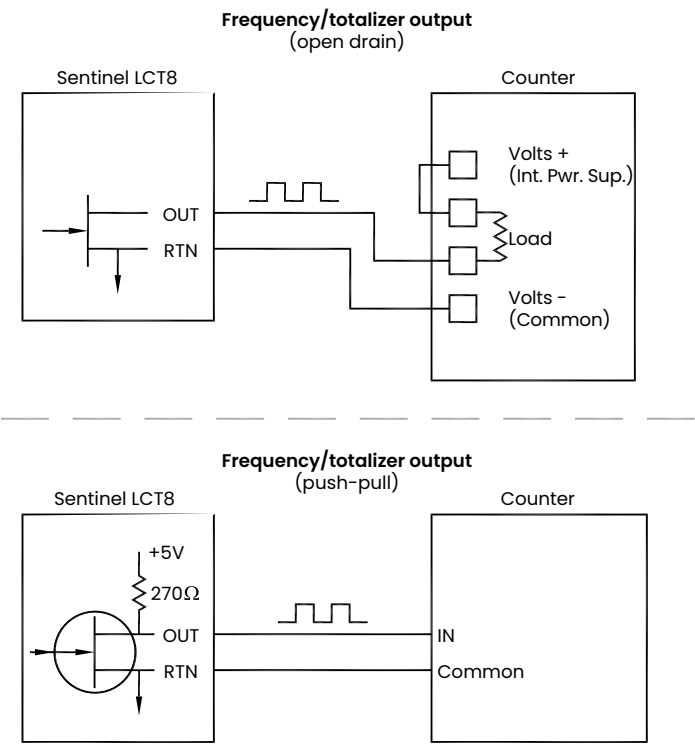 Frequency/totalizer output
(open drain)
Sentinel LCT8
Counter
Volts +
(Int. Pwr. Sup.)
OUT
Load
RTN
Volts -
(Common)
Frequency/totalizer output
(push-pull)
Sentinel LCT8
Counter
+5V
270Ω
OUT
IN
RTN
Common